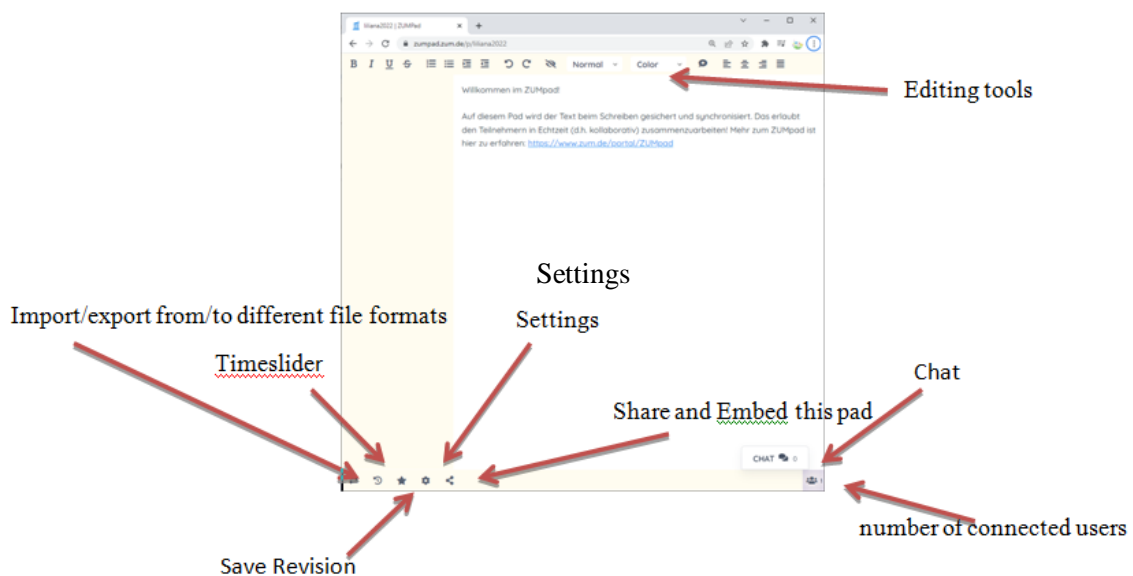 liliana2022 | ZUMPad
zumpad.zum.de/p/liliana2022
B I U S Normal Color
Editing tools
Willkommen im ZUMpad!
Auf diesem Pad wird der Text beim Schreiben gesichert und synchronisiert. Das erlaubt
den Teilnehmern in Echtzeit (d.h. kollaborativ) zusammenzuarbeiten! Mehr zum ZUMpad ist
hier zu erfahren: https://www.zum.de/portal/ZUMpad
Settings
Import/export from/to different file formats
Settings
Timeslider
Chat
Share and Embed this pad
CHAT 0
1
number of connected users
Save Revision